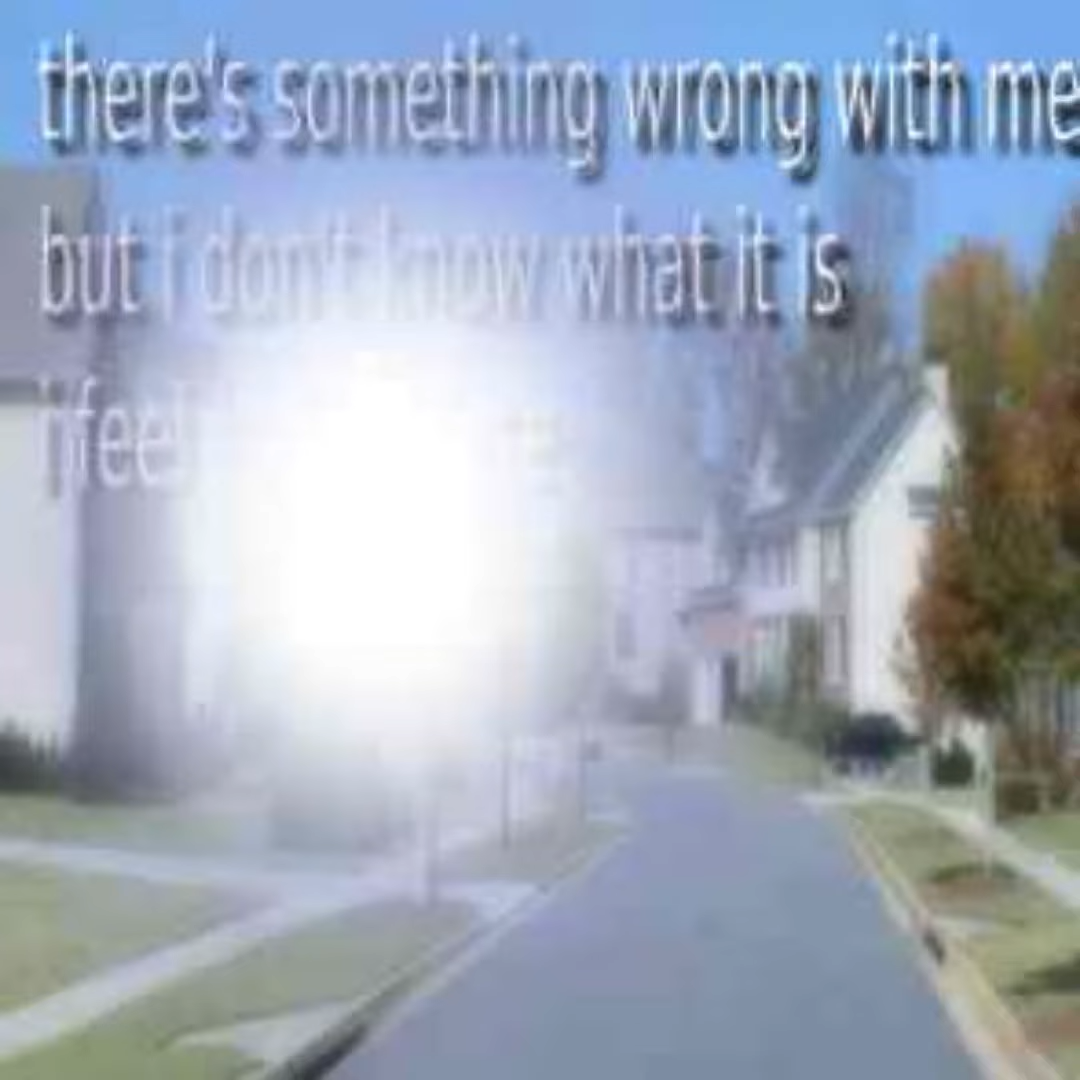 there's something wrong with me
but i don't know what it is
i feel